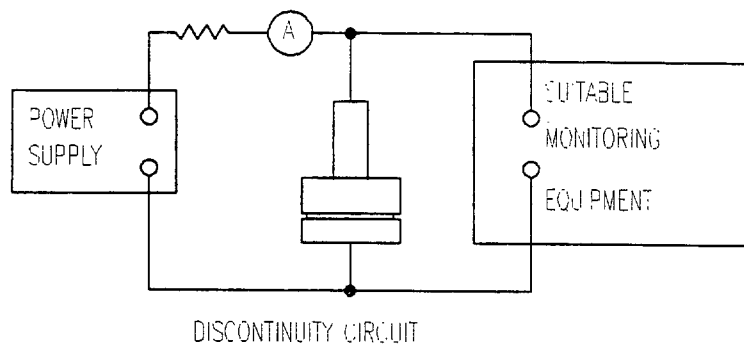 A
POWER
SUPPLY
SUITABLE
MONITORING
EQUIPMENT
DISCONTINUITY CIRCUIT